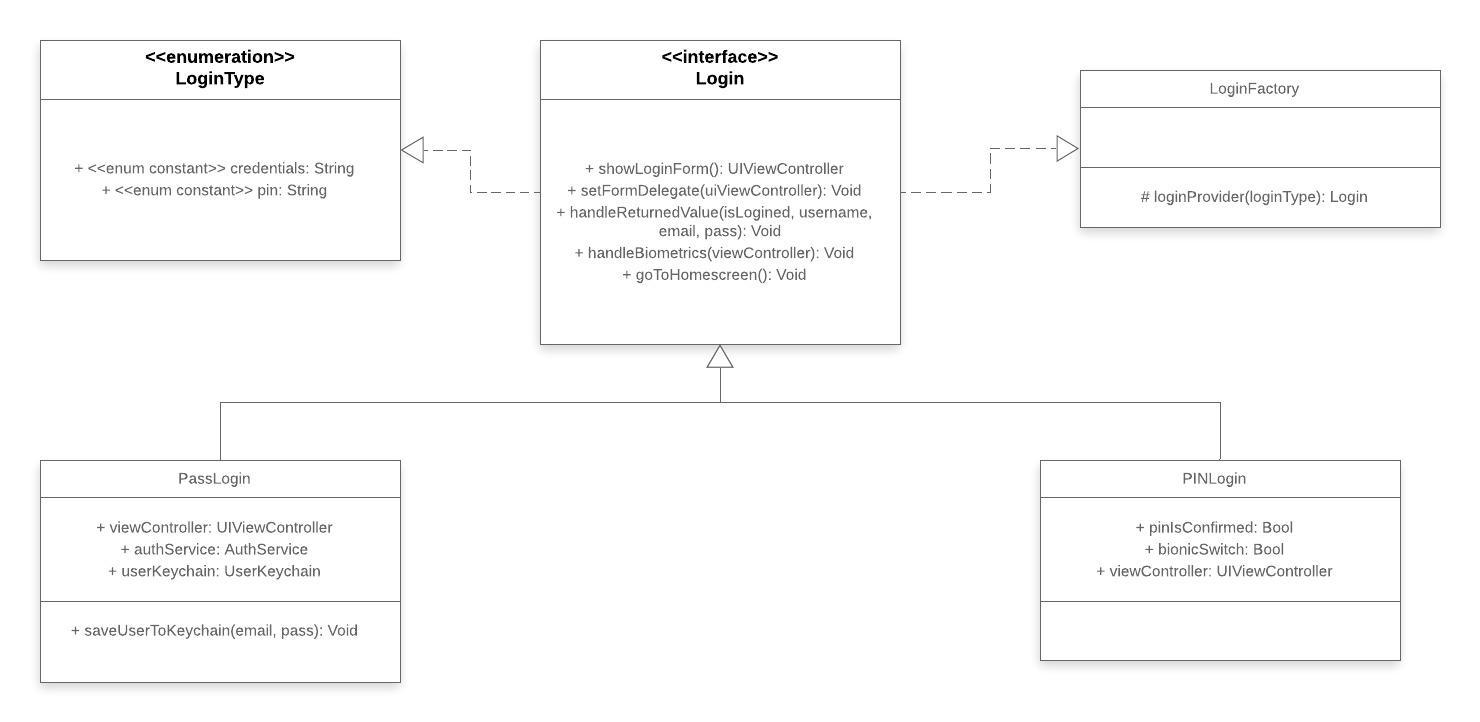 <<enumeration>>
LoginType
+ <<enum constant>> credentials: String
+ <<enum constant>> pin: String
<<interface>>
Login
+ showLoginForm(): UIViewController
+ setFormDelegate(uiViewController): Void
+ handleReturnedValue(isLogined, username,
email, pass): Void
+ handleBiometrics(viewController): Void
+ goToHomescreen(): Void
LoginFactory
# loginProvider(loginType): Login
PassLogin
+ viewController: UIViewController
+ authService: AuthService
+ userKeychain: UserKeychain
+ saveUserToKeychain(email, pass): Void
PINLogin
+ pinIsConfirmed: Bool
+ bionicSwitch: Bool
+ viewController: UIViewController